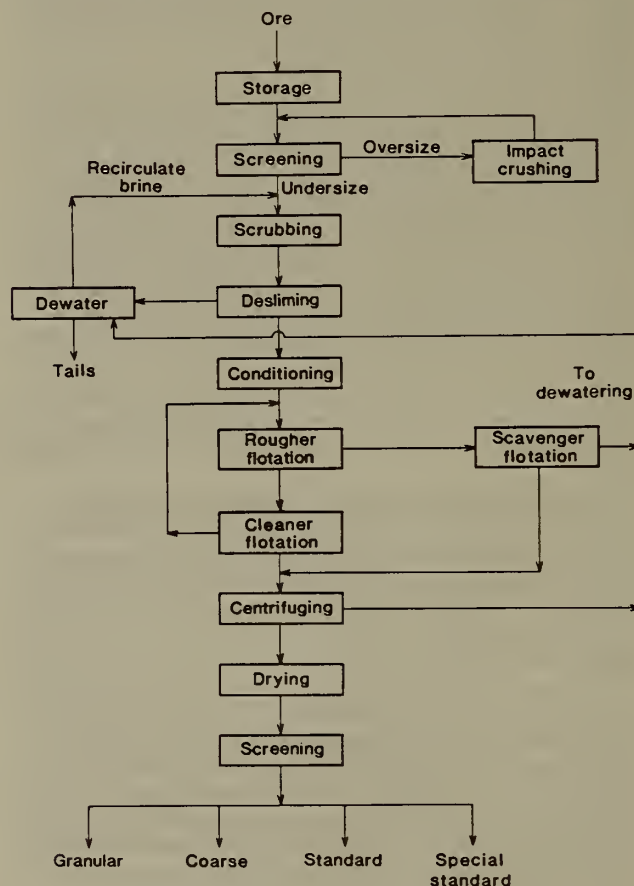 Ore
Storage
Screening
Oversize
Impact
crushing
Recirculate
brine
Undersize
Scrubbing
Dewater
Desliming
Tails
Conditioning
To
dewatering
Rougher
flotation
Scavenger
flotation
Cleaner
flotation
Centrifuging
Drying
Screening
Granular
Coarse
Standard
Special
standard